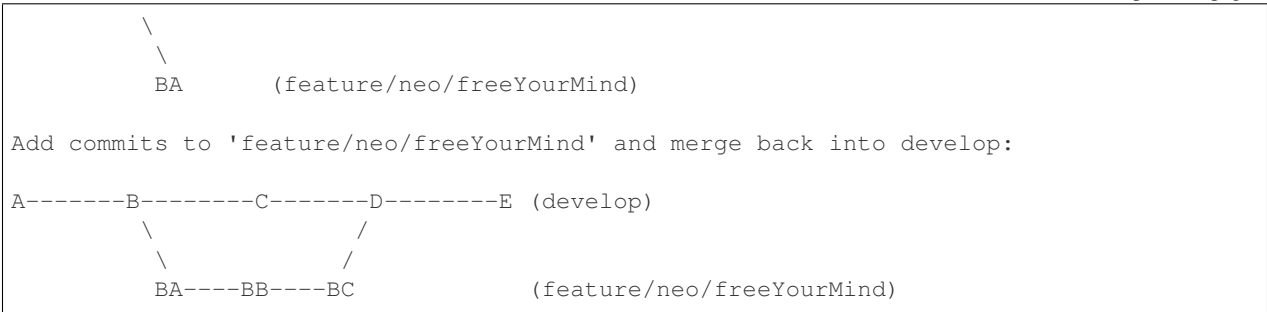 \
          \
          BA      (feature/neo/freeYourMind)
Add commits to 'feature/neo/freeYourMind' and merge back into develop:
A-------B--------C-------D--------E (develop)
         \              /
          \            /
          BA----BB----BC            (feature/neo/freeYourMind)